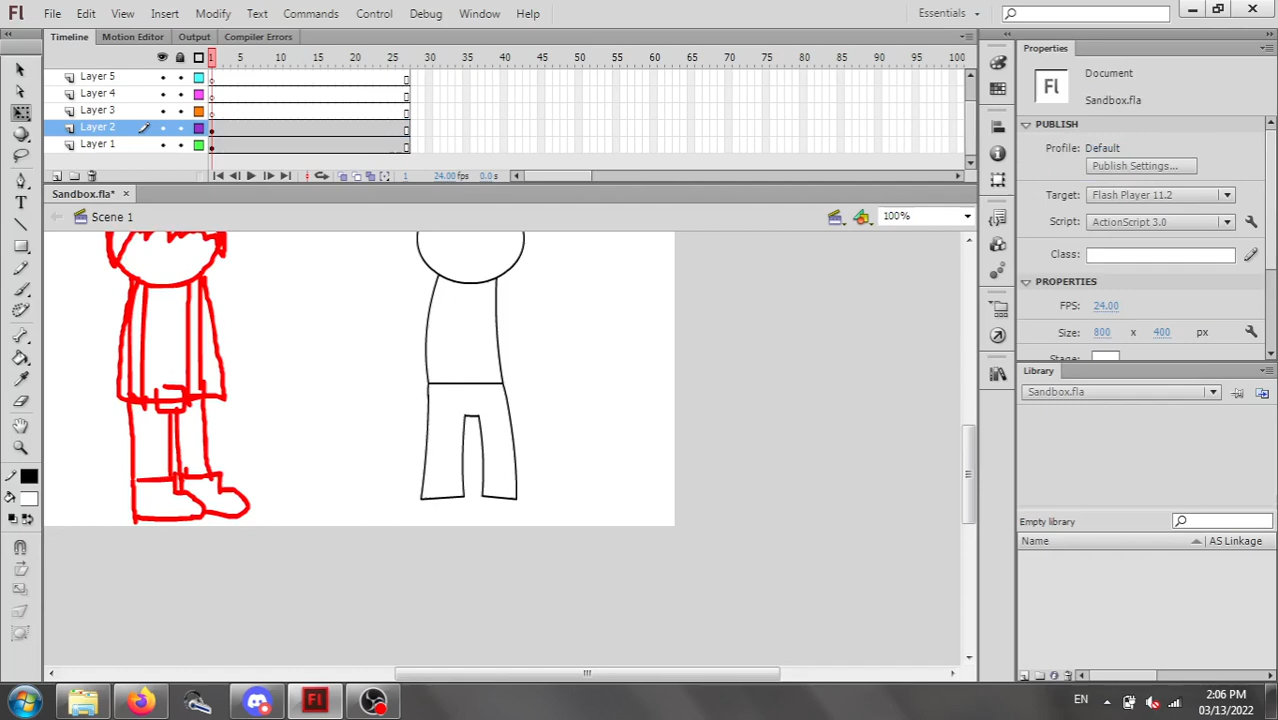 Fl File Edit View Insert Modify Text Commands Control Debug Window Help Essentials
Timeline Motion Editor Output Compiler Errors
1 5 10 15 20 25 30 35 40 45 50 55 60 65 70 75 80 85 90 95 100
Layer 5
Layer 4
Layer 3
Layer 2
Layer 1
1 24.00 fps 0.0 s
Sandbox.fla*
Scene 1 100%
T
Properties
Fl Document
Sandbox.fla
PUBLISH
Profile: Default
Publish Settings...
Target: Flash Player 11.2
Script: ActionScript 3.0
Class:
PROPERTIES
FPS: 24.00
Size: 800 x 400 px
Stage:
Library
Sandbox.fla
Empty library
Name AS Linkage
Fl EN 2:06 PM
03/13/2022